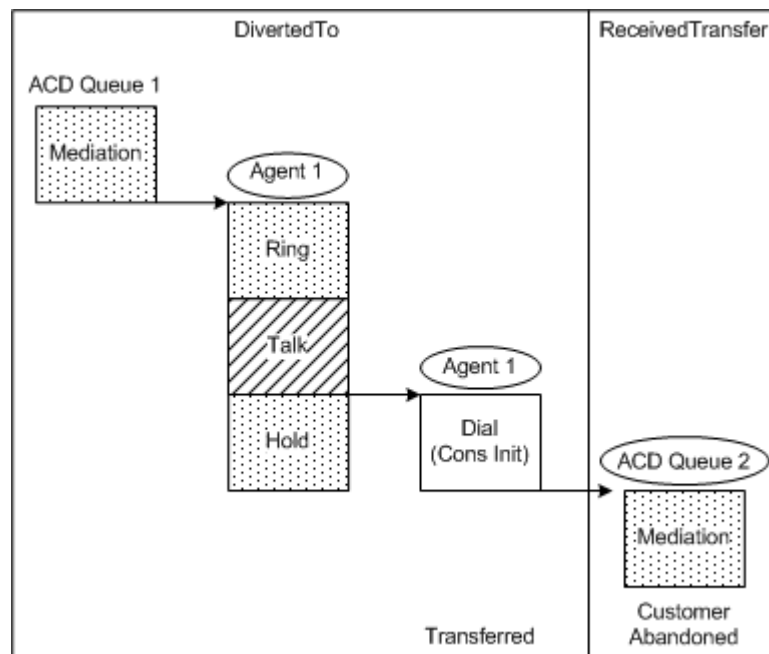 DivertedTo
ReceivedTransfer
ACD Queue 1
Mediation
Agent 1
Ring
Talk
Agent 1
Hold
Dial
(Cons Init)
ACD Queue 2
Mediation
Customer
Abandoned
Transferred